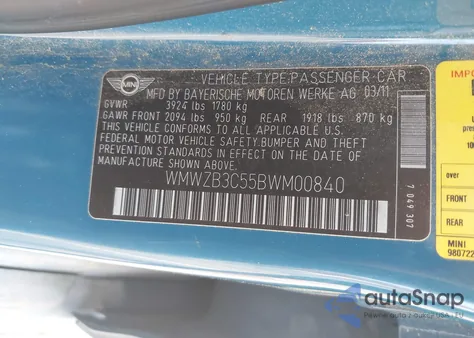 MINI
VEHICLE TYPE/PASSENGER CAR
MFD BY BAYERISCHE MOTOREN WERKE AG 03/11
GVWR 3924 lbs 1780 kg
GAWR FRONT 2094 lbs 950 kg REAR 1918 lbs 870 kg
THIS VEHICLE CONFORMS TO ALL APPLICABLE
U.S. FEDERAL MOTOR VEHICLE SAFETY,BUMPER AND
THEFT PREVENTION STANDARDS IN EFFECT ON THE
DATE OF MANUFACTURE SHOWN ABOVE.
WMWZB3C55BWM00840
7 049 307
MINI
980722
autoSnap